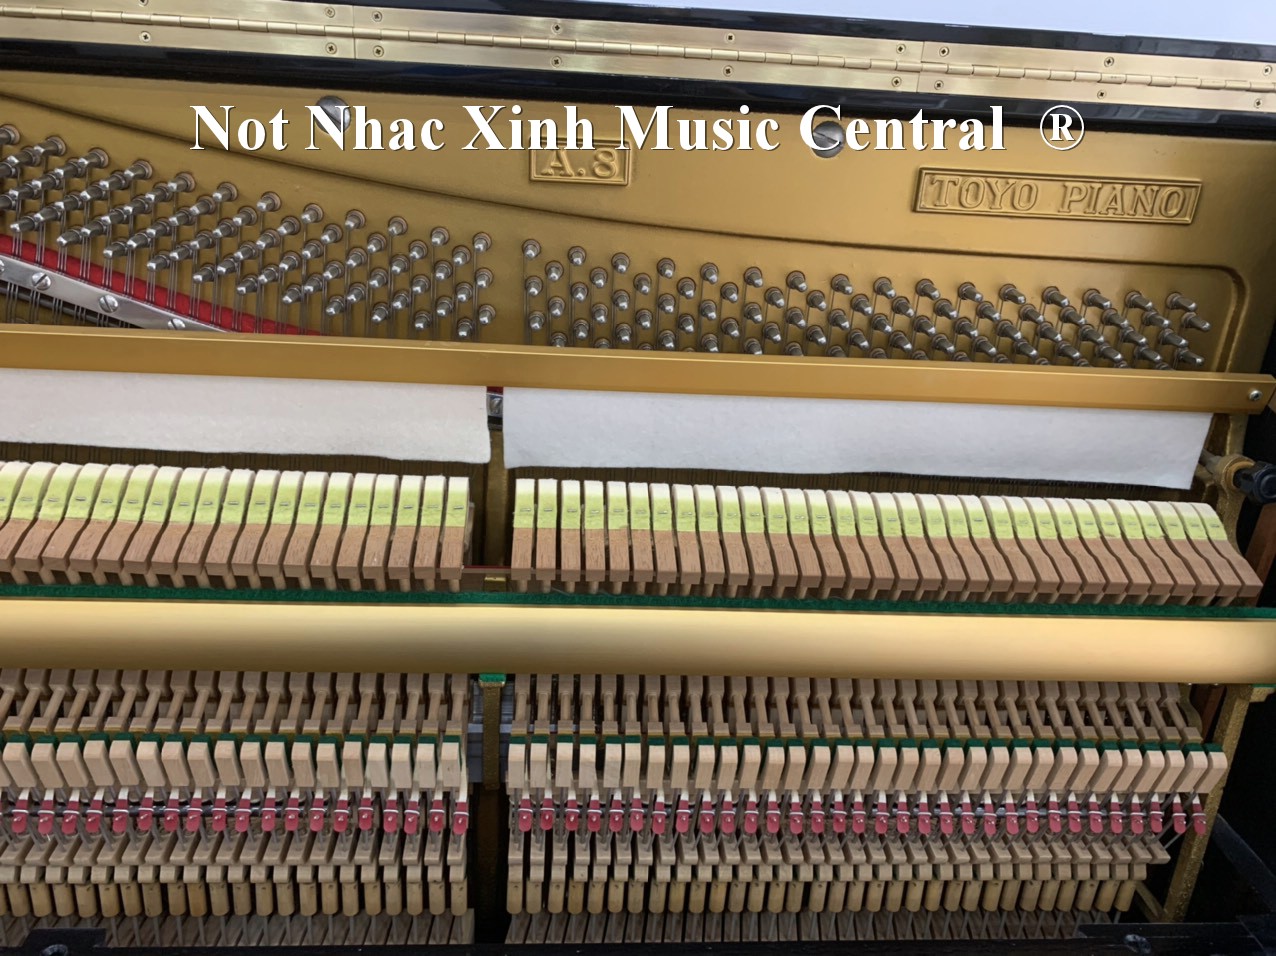 Not Nhac Xinh Music Central ®
A.8
TOYO PIANO